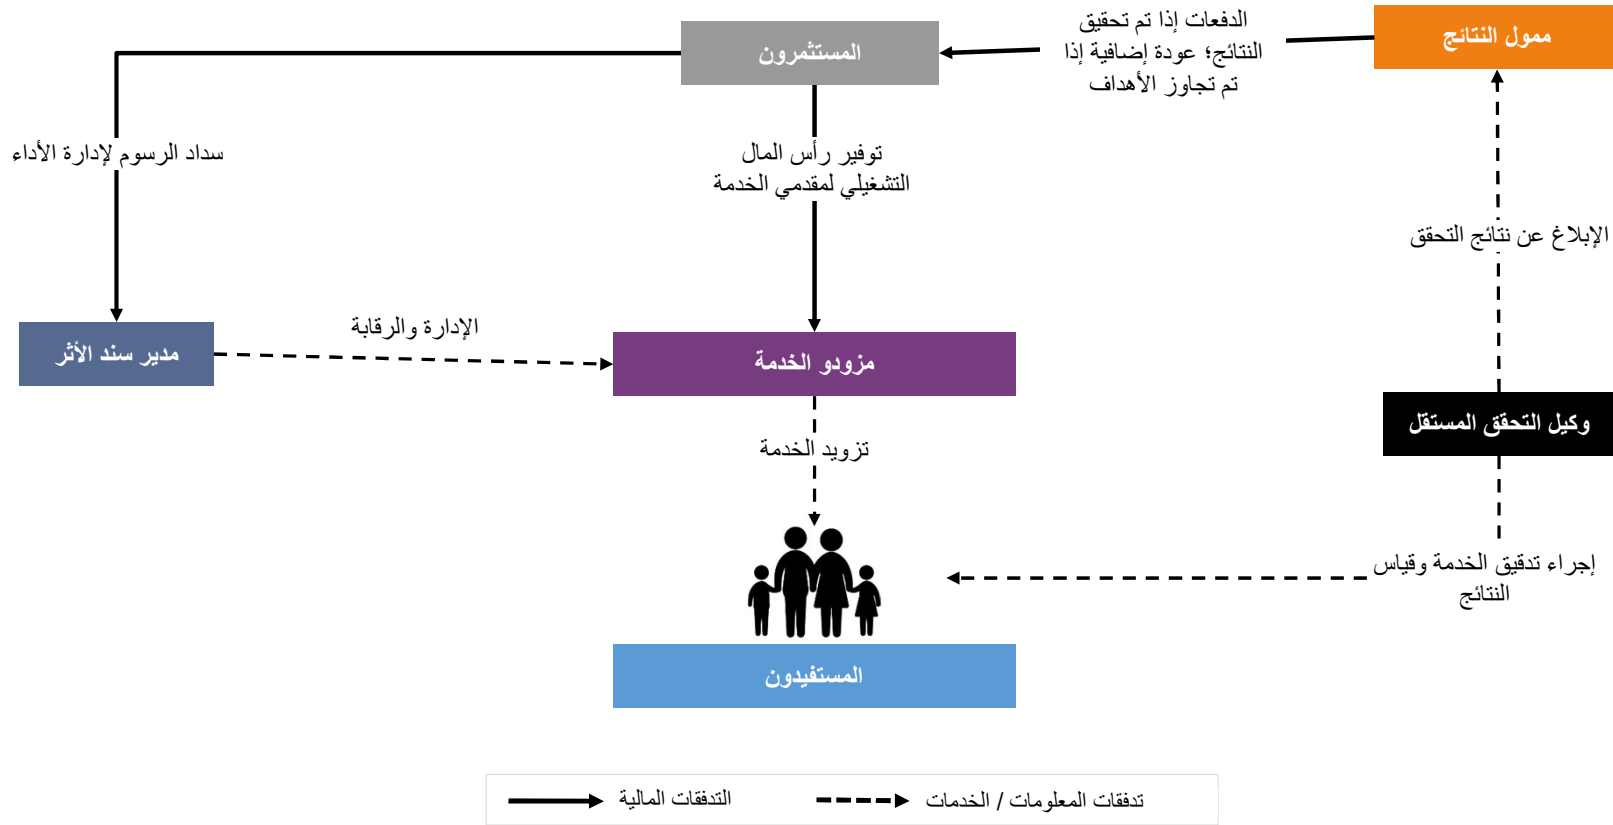 ممول النتائج
الدفعات إذا تم تحقيق
النتائج؛ عودة إضافية إذا
تم تجاوز الأهداف
المستثمرون
سداد الرسوم لإدارة الأداء
توفير رأس المال
التشغيلي لمقدمي الخدمة
الإبلاغ عن نتائج التحقق
الإدارة والرقابة
مدير سند الأثر
مزودو الخدمة
وكيل التحقق المستقل
تزويد الخدمة
إجراء تدقيق الخدمة وقياس
النتائج
المستفيدون
التدفقات المالية
تدفقات المعلومات / الخدمات